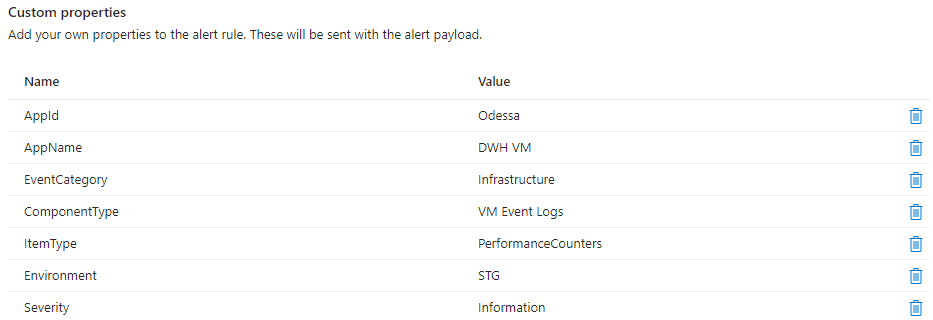 Custom properties
Add your own properties to the alert rule. These will be sent with the alert payload.
Name Value
AppId Odessa
AppName DWH VM
EventCategory Infrastructure
ComponentType VM Event Logs
ItemType PerformanceCounters
Environment STG
Severity Information